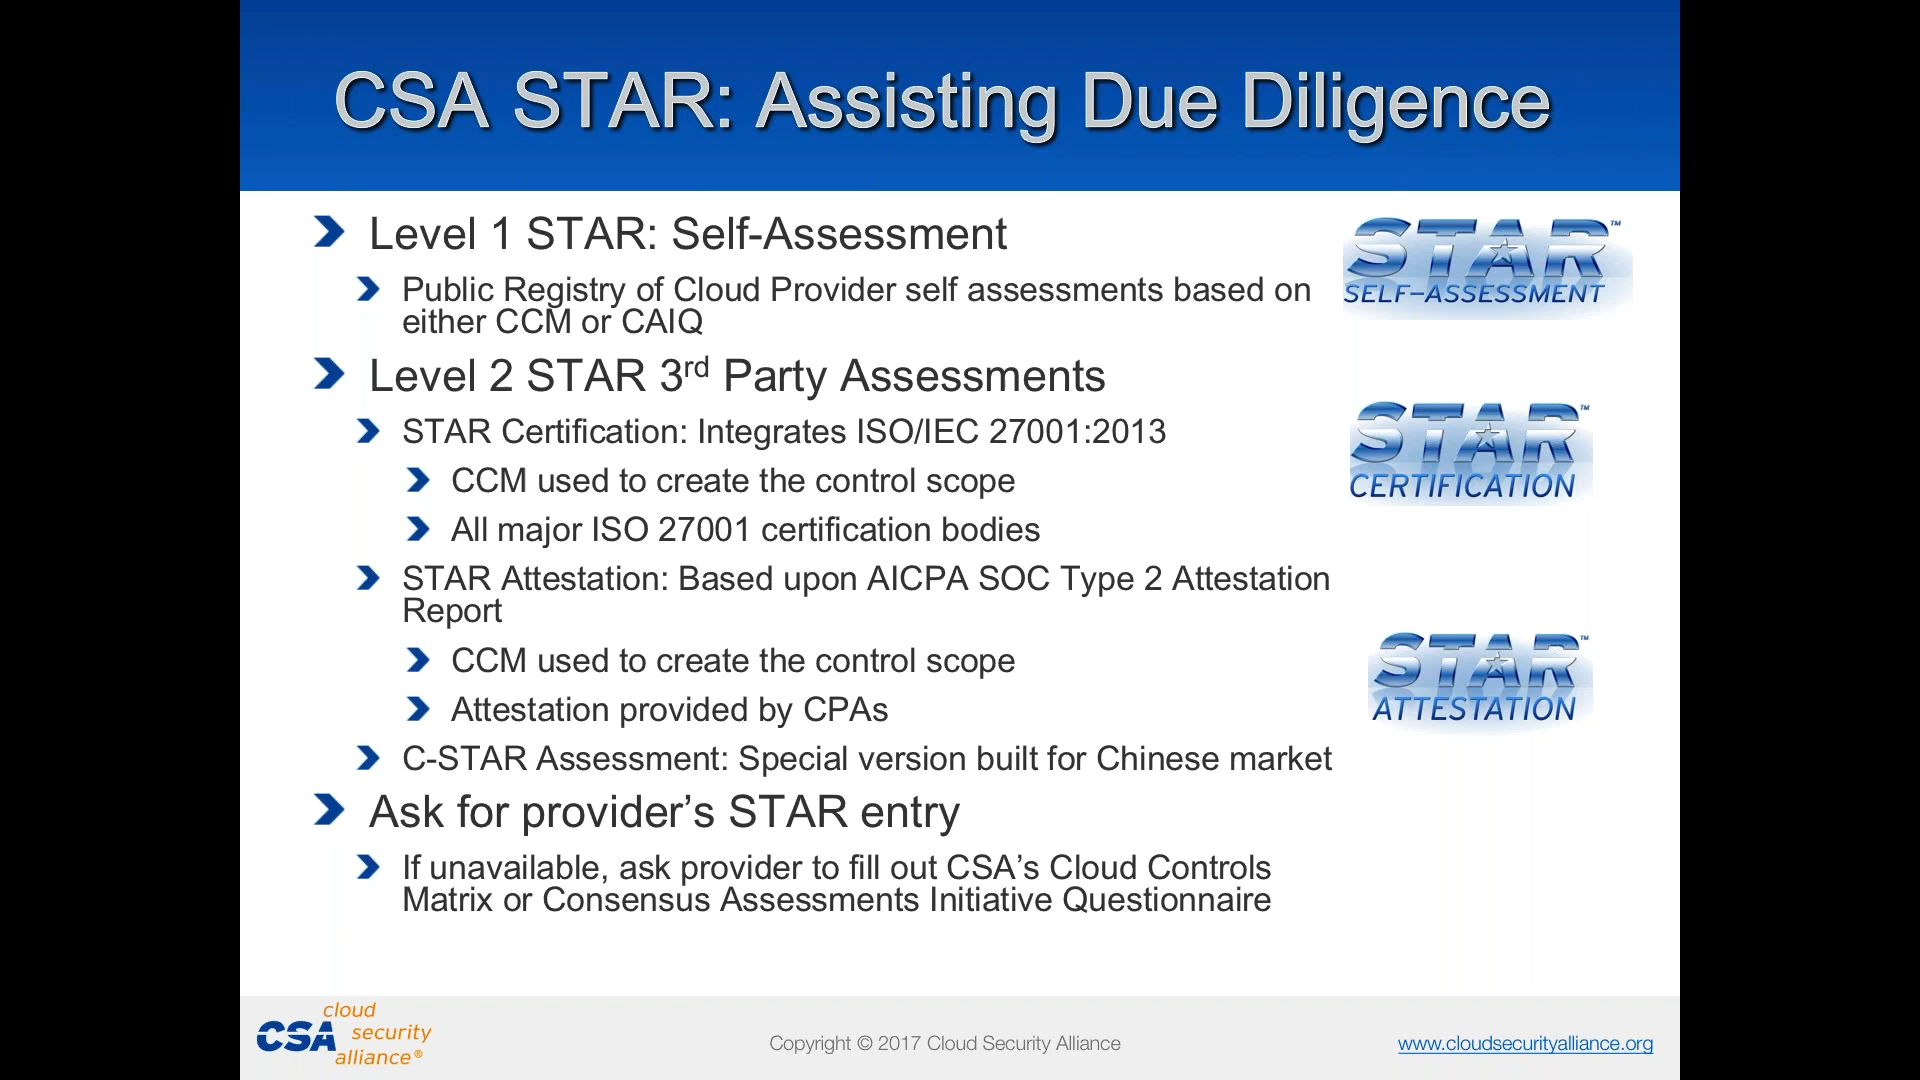 CSA STAR: Assisting Due Diligence
Level 1 STAR: Self-Assessment
Public Registry of Cloud Provider self assessments based on
either CCM or CAIQ
STAR™
SELF-ASSESSMENT
Level 2 STAR 3rd Party Assessments
STAR Certification: Integrates ISO/IEC 27001:2013
CCM used to create the control scope
All major ISO 27001 certification bodies
STAR™
CERTIFICATION
STAR Attestation: Based upon AICPA SOC Type 2 Attestation
Report
CCM used to create the control scope
Attestation provided by CPAs
STAR™
ATTESTATION
C-STAR Assessment: Special version built for Chinese market
Ask for provider’s STAR entry
If unavailable, ask provider to fill out CSA’s Cloud Controls
Matrix or Consensus Assessments Initiative Questionnaire
CSA cloud
security
alliance®
Copyright © 2017 Cloud Security Alliance
www.cloudsecurityalliance.org